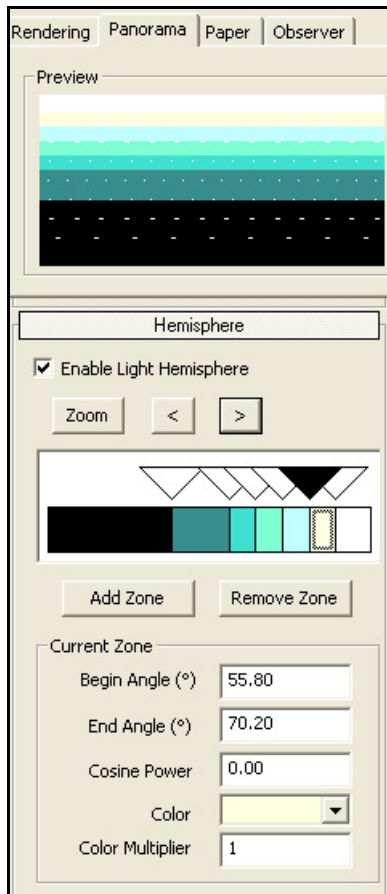 Rendering Panorama Paper Observer
Preview
Hemisphere
Enable Light Hemisphere
Zoom < >
Add Zone Remove Zone
Current Zone
Begin Angle (°) 55.80
End Angle (°) 70.20
Cosine Power 0.00
Color
Color Multiplier 1